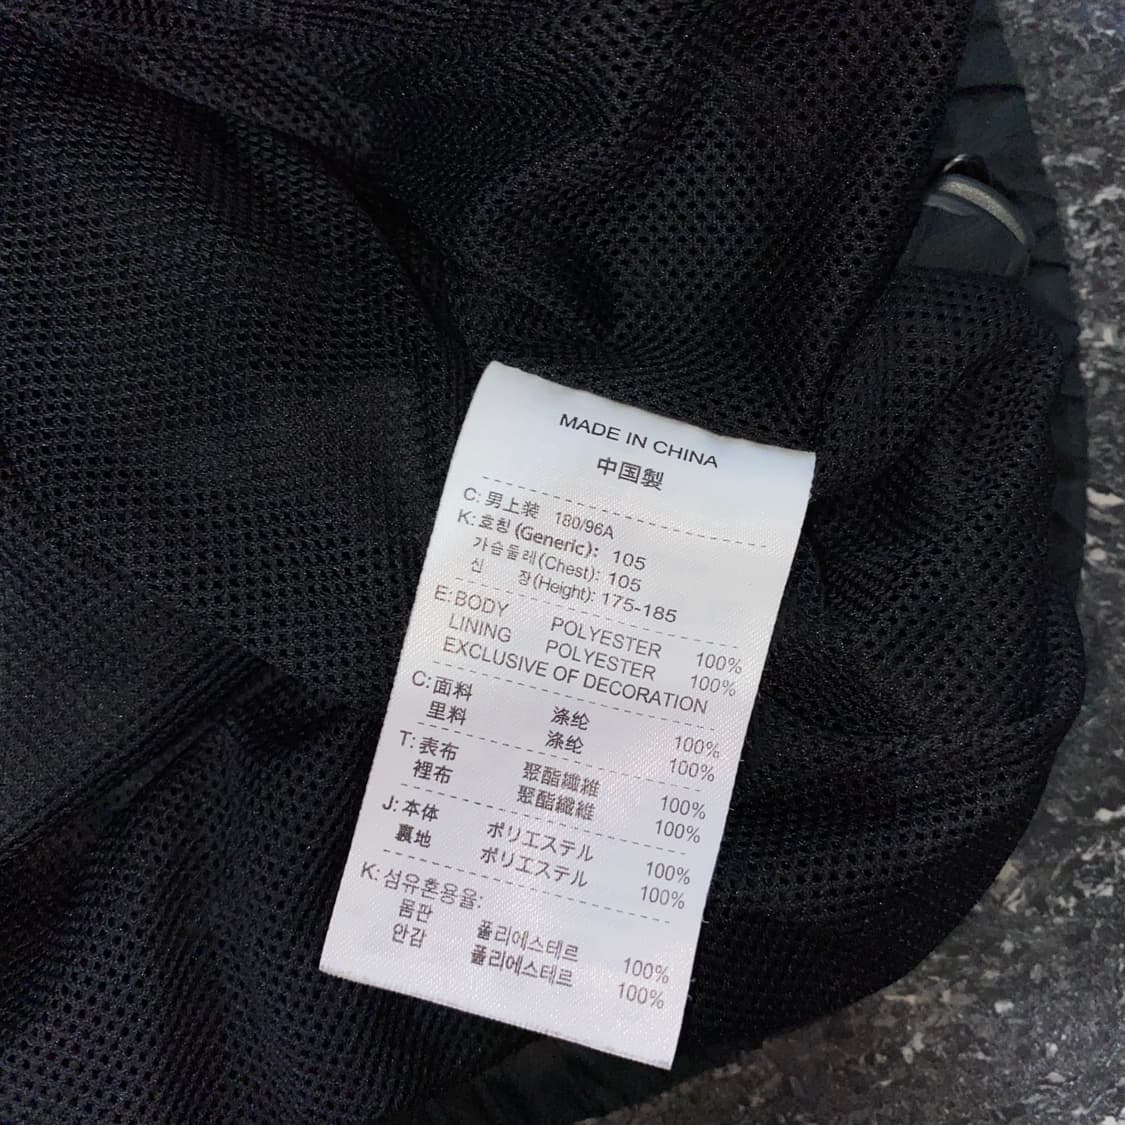 MADE IN CHINA
中国製
C: 男上装 180/96A
K: 호칭 (Generic): 105
가슴둘레(Chest): 105
신 장(Height): 175-185
E: BODY POLYESTER 100%
LINING POLYESTER 100%
EXCLUSIVE OF DECORATION
C: 面料 涤纶 100%
里料 涤纶 100%
T: 表布 聚酯纖維 100%
裡布 聚酯纖維 100%
J: 本体 ポリエステル 100%
裏地 ポリエステル 100%
K: 섬유혼용율:
몸판 폴리에스테르 100%
안감 폴리에스테르 100%